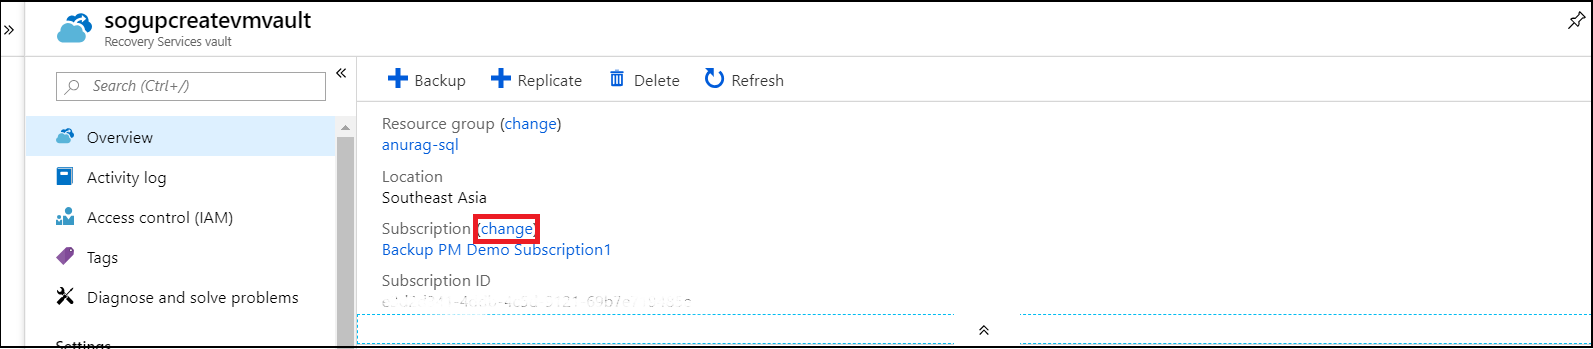 sogupcreatevmvault
Recovery Services vault
»
«
Search (Ctrl+/)
Overview
Activity log
Access control (IAM)
Tags
Diagnose and solve problems
Settings
Backup Replicate Delete Refresh
Resource group (change)
anurag-sql
Location
Southeast Asia
Subscription (change)
Backup PM Demo Subscription1
Subscription ID